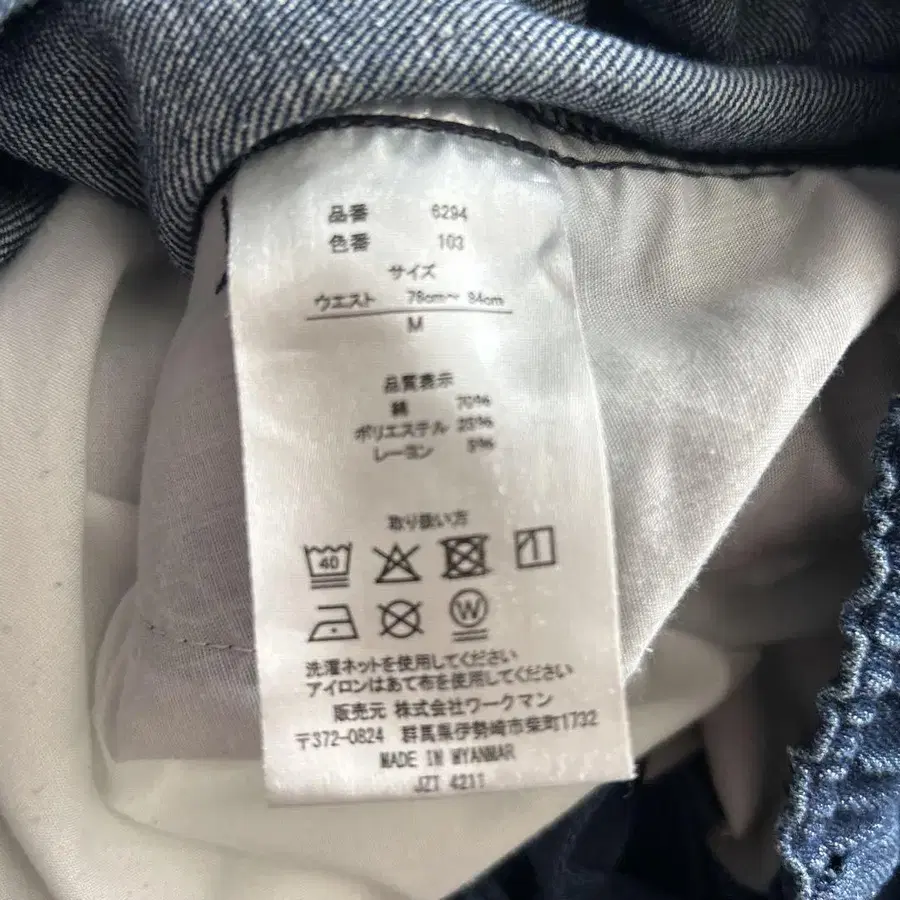 品番 6294
色番 103
サイズ
ウエスト 76cm～ 84cm
M
品質表示
綿 70%
ポリエステル 25%
レーヨン 5%
取り扱い方
40
W
洗濯ネットを使用してください
アイロンはあて布を使用してください
販売元 株式会社ワークマン
〒372-0824 群馬県伊勢崎市柴町1732
MADE IN MYANMAR
JZT 4211